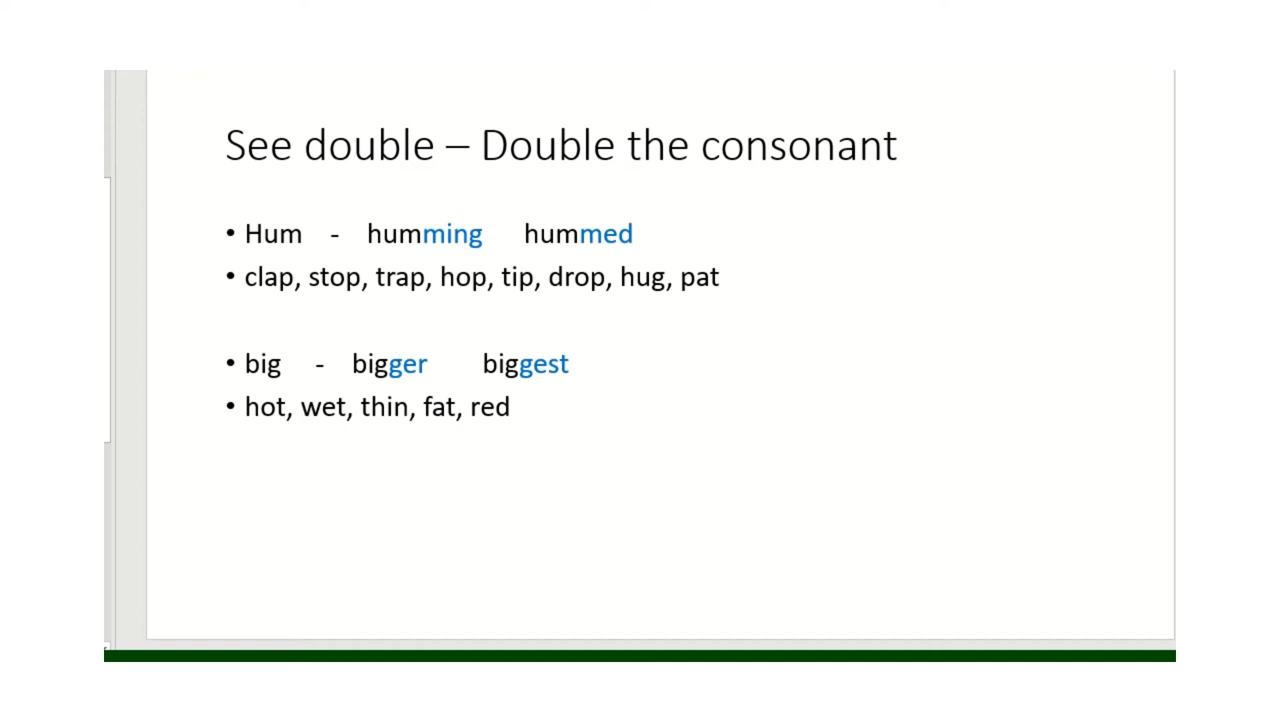 See double – Double the consonant
• Hum - humming hummed
• clap, stop, trap, hop, tip, drop, hug, pat
• big - bigger biggest
• hot, wet, thin, fat, red